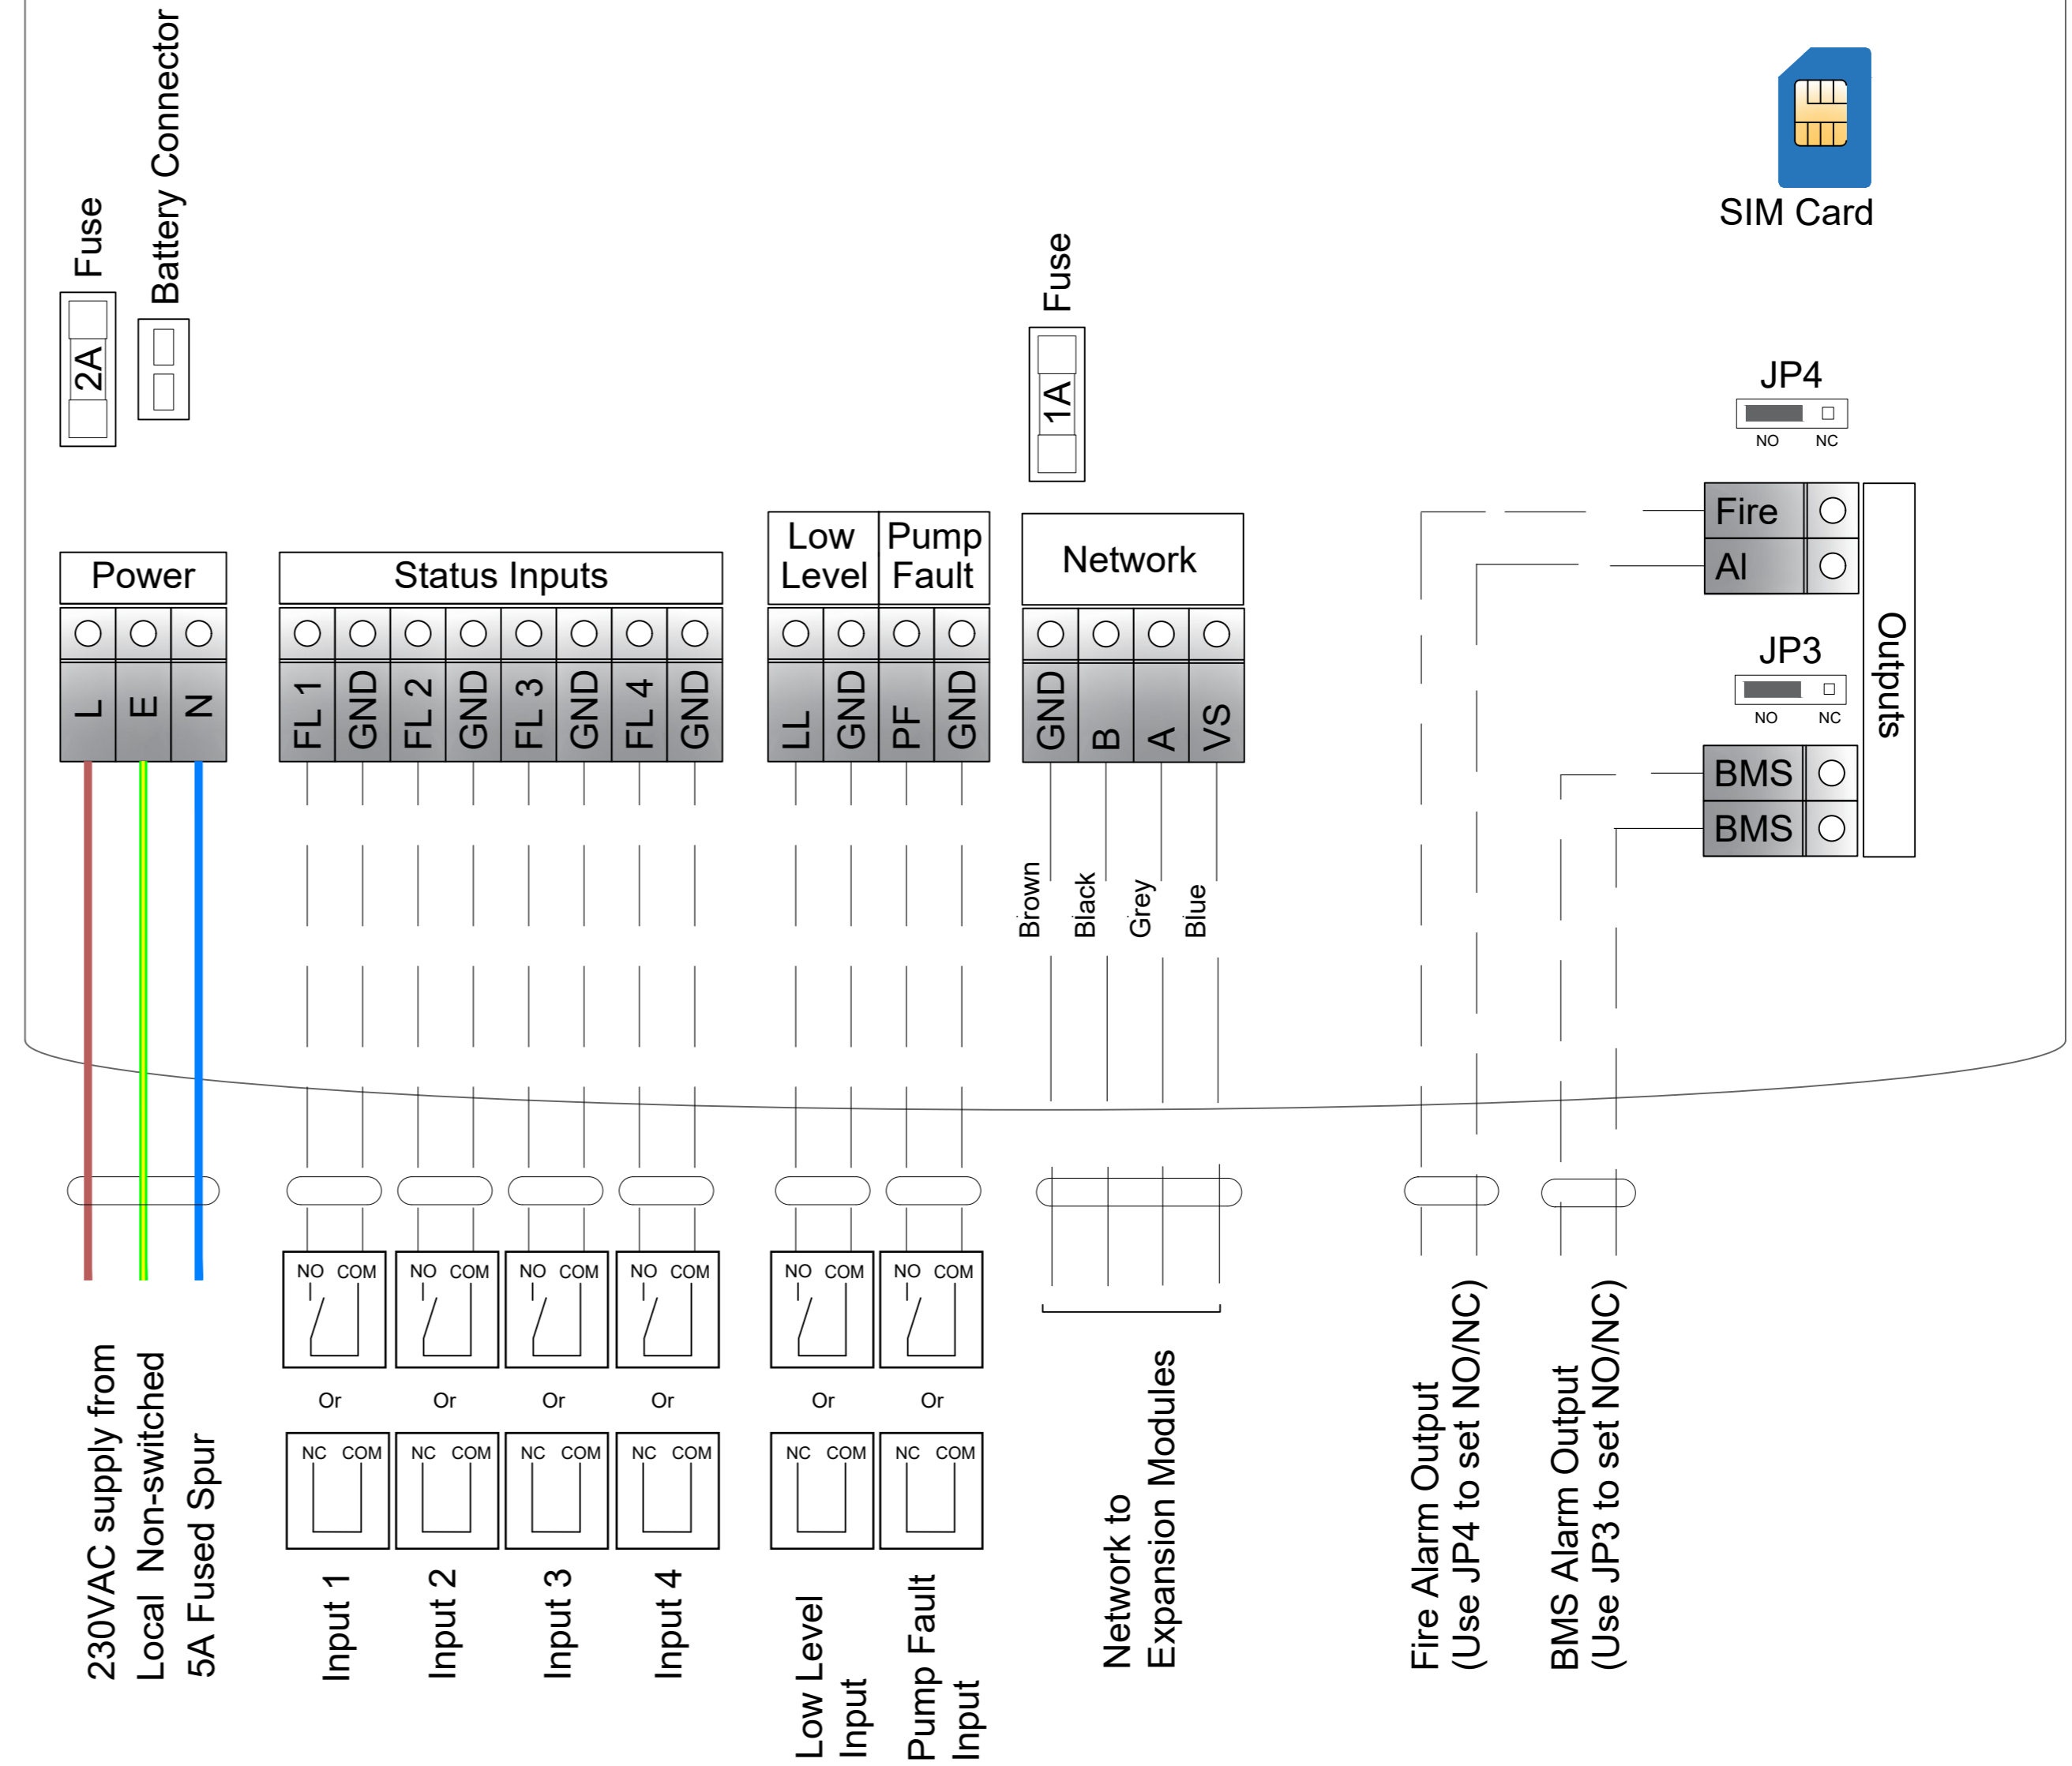 Fuse
2A
Battery Connector
SIM Card
Fuse
1A
JP4
NO NC
Fire
Al
JP3
NO NC
BMS
BMS
Outputs
Power
L
E
N
Status Inputs
FL 1
GND
FL 2
GND
FL 3
GND
FL 4
GND
Low
Level
Pump
Fault
LL
GND
PF
GND
Network
GND
B
A
VS
Brown
Black
Grey
Blue
NO COM
NO COM
NO COM
NO COM
NO COM
NO COM
Or
Or
Or
Or
Or
Or
NC COM
NC COM
NC COM
NC COM
NC COM
NC COM
230VAC supply from
Local Non-switched
5A Fused Spur
Input 1
Input 2
Input 3
Input 4
Low Level
Input
Pump Fault
Input
Network to
Expansion Modules
Fire Alarm Output
(Use JP4 to set NO/NC)
BMS Alarm Output
(Use JP3 to set NO/NC)